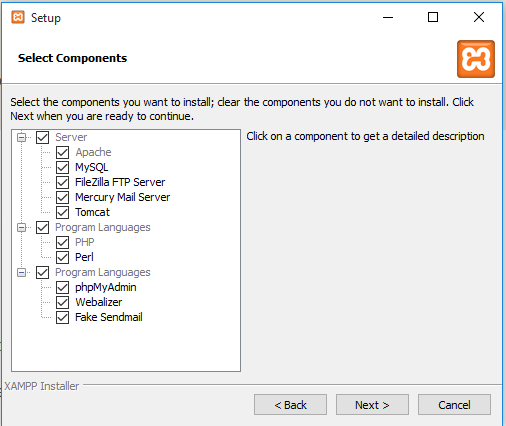 Setup
Select Components
Select the components you want to install; clear the components you do not want to install. Click
Next when you are ready to continue.
Server
Apache
MySQL
FileZilla FTP Server
Mercury Mail Server
Tomcat
Program Languages
PHP
Perl
Program Languages
phpMyAdmin
Webalizer
Fake Sendmail
Click on a component to get a detailed description
XAMPP Installer
< Back
Next >
Cancel